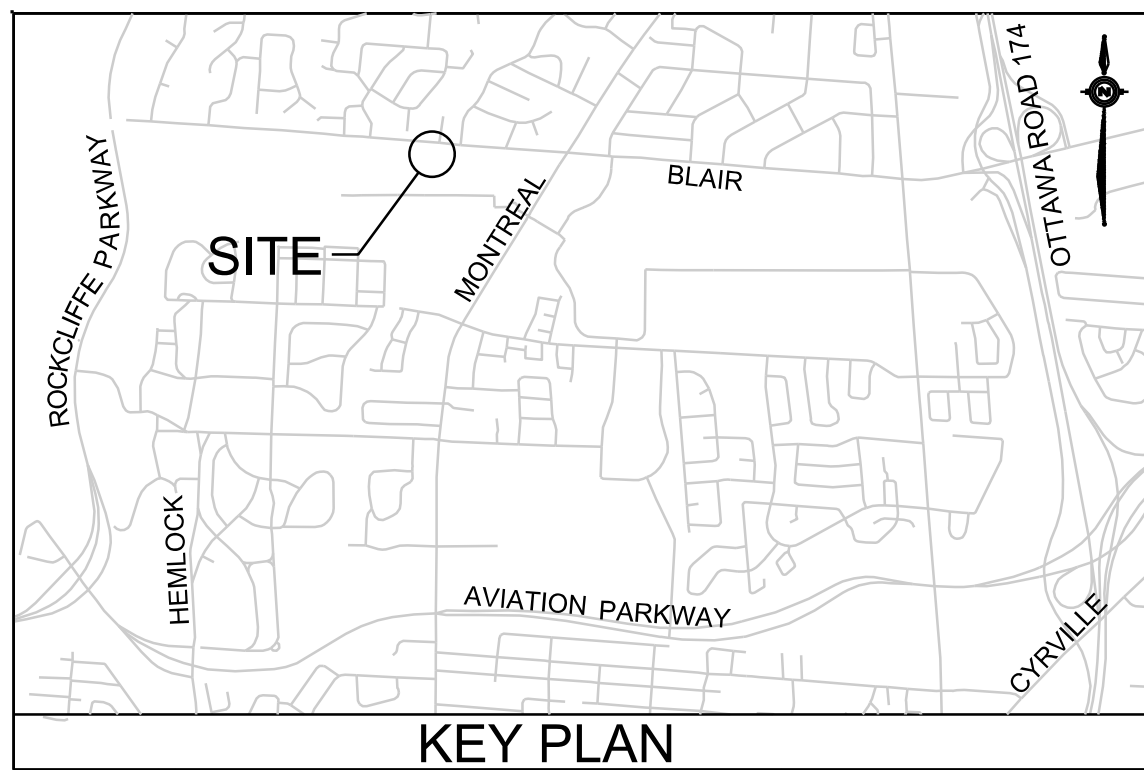 OTTAWA ROAD 174
N
ROCKCLIFFE PARKWAY
BLAIR
SITE
MONTREAL
HEMLOCK
AVIATION PARKWAY
CYRVILLE
KEY PLAN